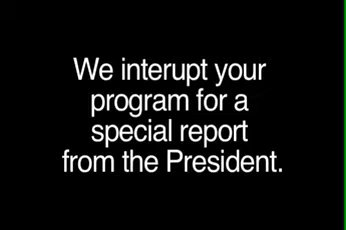 We interupt your
program for a
special report
from the President.